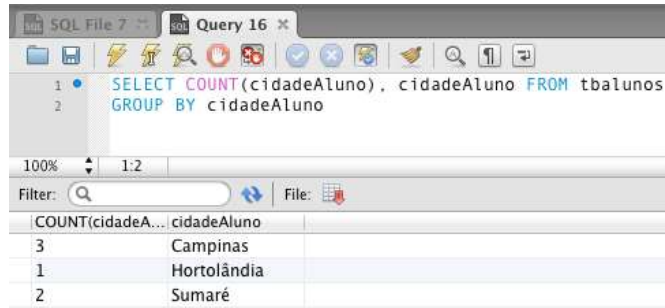 SQL File 7 Query 16
1 SELECT COUNT(cidadeAluno), cidadeAluno FROM tbalunos
2 GROUP BY cidadeAluno
100% 1:2
Filter: File:
COUNT(cidadeA... cidadeAluno
3 Campinas
1 Hortolândia
2 Sumaré